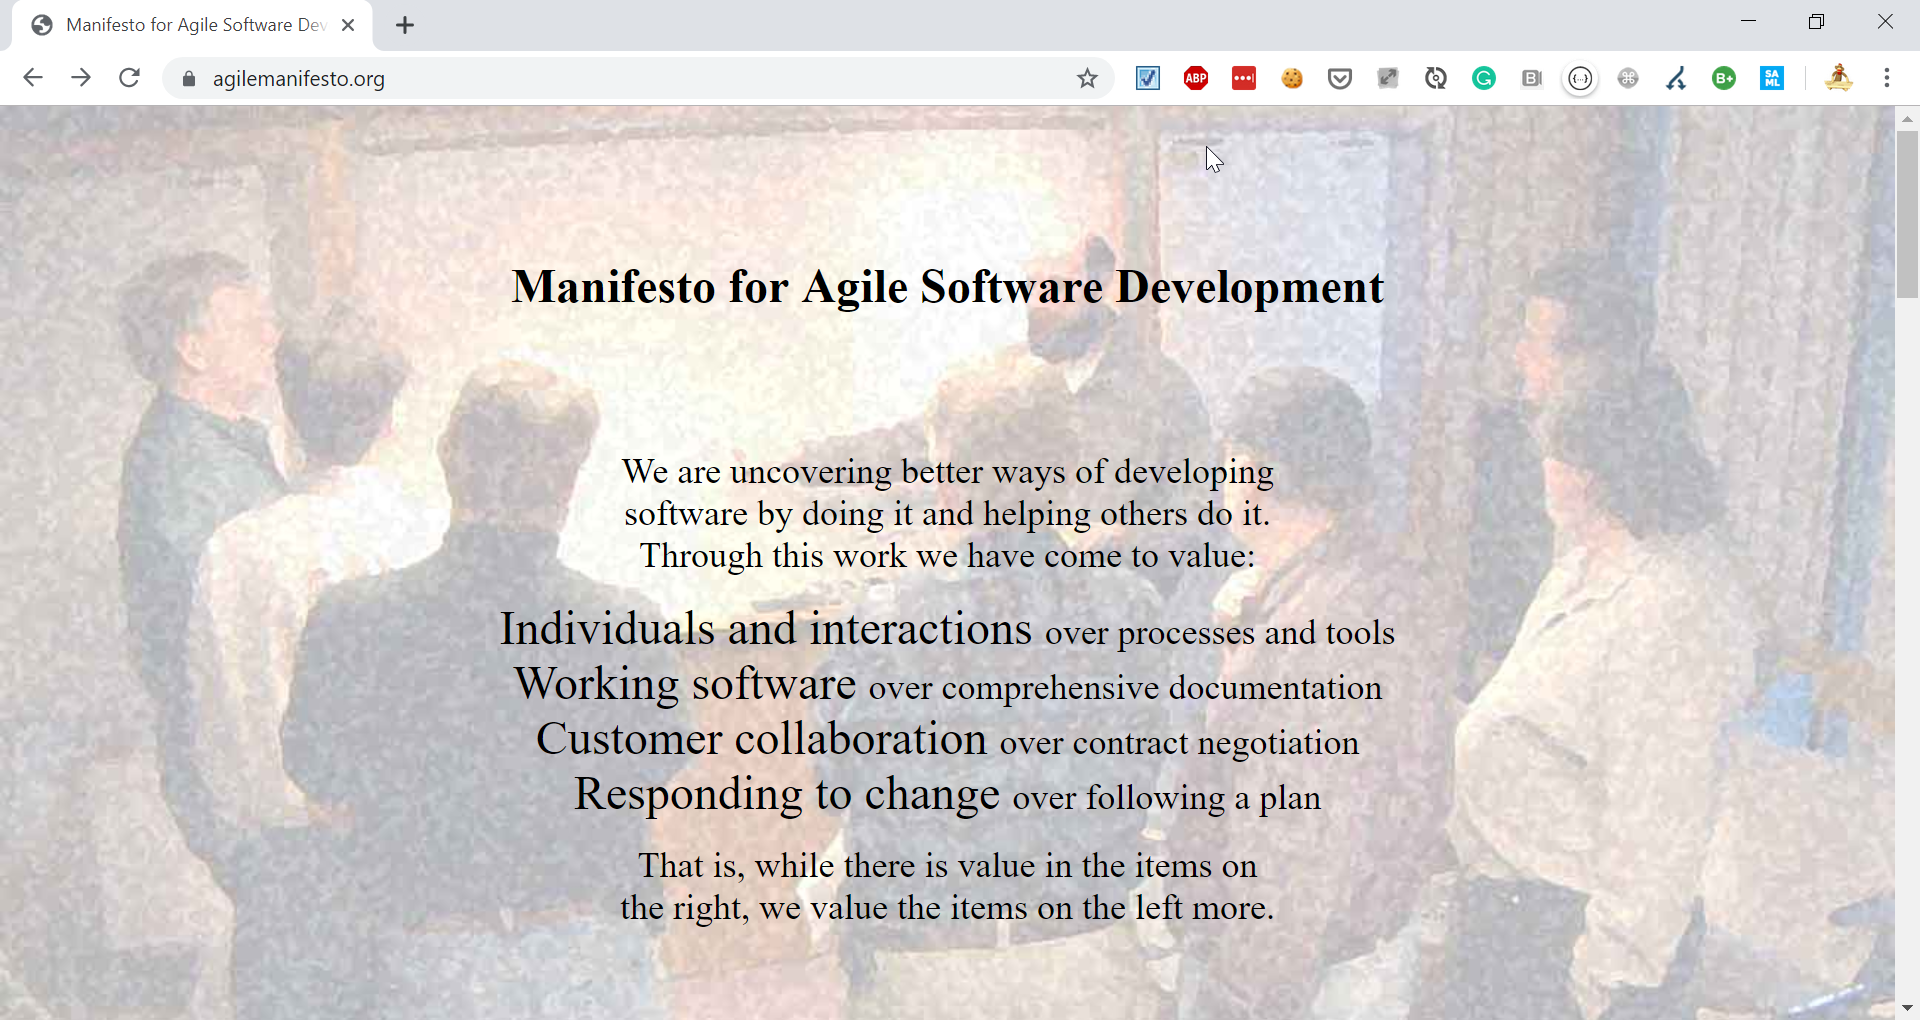 Manifesto for Agile Software Dev
agilemanifesto.org
ABP
G
B
{...}
B+
SA
ML
Manifesto for Agile Software Development
We are uncovering better ways of developing
software by doing it and helping others do it.
Through this work we have come to value:
Individuals and interactions over processes and tools
Working software over comprehensive documentation
Customer collaboration over contract negotiation
Responding to change over following a plan
That is, while there is value in the items on
the right, we value the items on the left more.